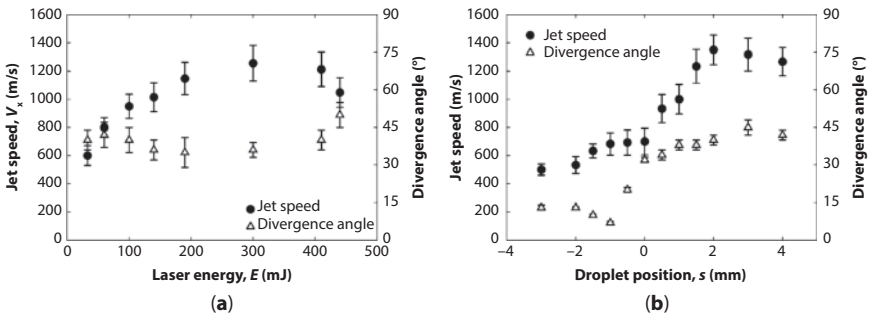 1600
1400
1200
1000
800
600
400
200
0
Jet speed, Vx (m/s)
90
75
60
45
30
15
0
Divergence angle (°)
Jet speed
Divergence angle
0 100 200 300 400 500
Laser energy, E (mJ)
(a)
1600
1400
1200
1000
800
600
400
200
0
Jet speed (m/s)
90
75
60
45
30
15
0
Divergence angle (°)
Jet speed
Divergence angle
−4 −2 0 2 4
Droplet position, s (mm)
(b)